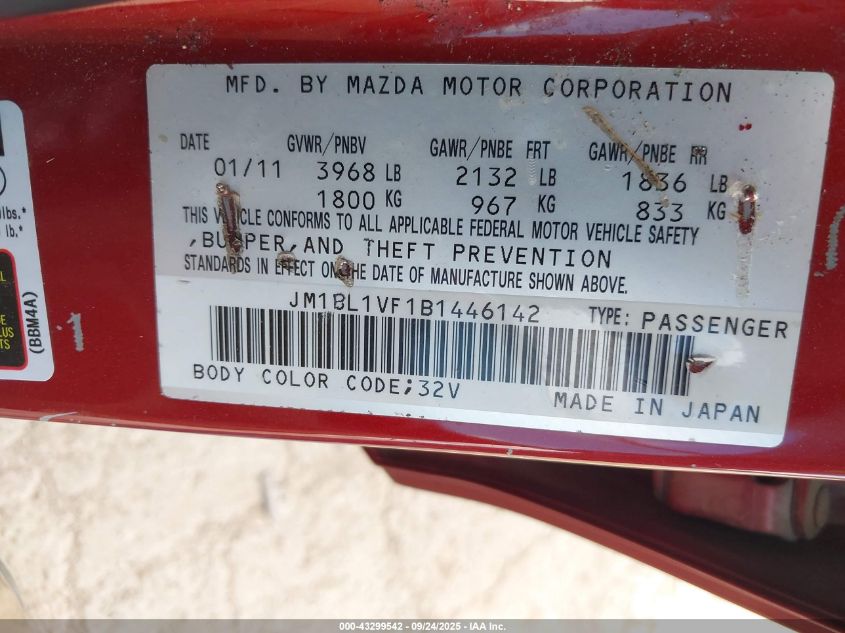 MFD. BY MAZDA MOTOR CORPORATION
DATE GVWR/PNBV GAWR/PNBE FRT GAWR/PNBE RR
01/11 3968 LB 2132 LB 1836 LB
1800 KG 967 KG 833 KG
THIS VEHICLE CONFORMS TO ALL APPLICABLE FEDERAL MOTOR VEHICLE SAFETY
,BUMPER,AND THEFT PREVENTION
STANDARDS IN EFFECT ON THE DATE OF MANUFACTURE SHOWN ABOVE.
JM1BL1VF1B1446142 TYPE: PASSENGER
BODY COLOR CODE;32V
MADE IN JAPAN
lbs.*
lb.*
(BBM4A)
000-43299542 - 09/24/2025 - IAA Inc.